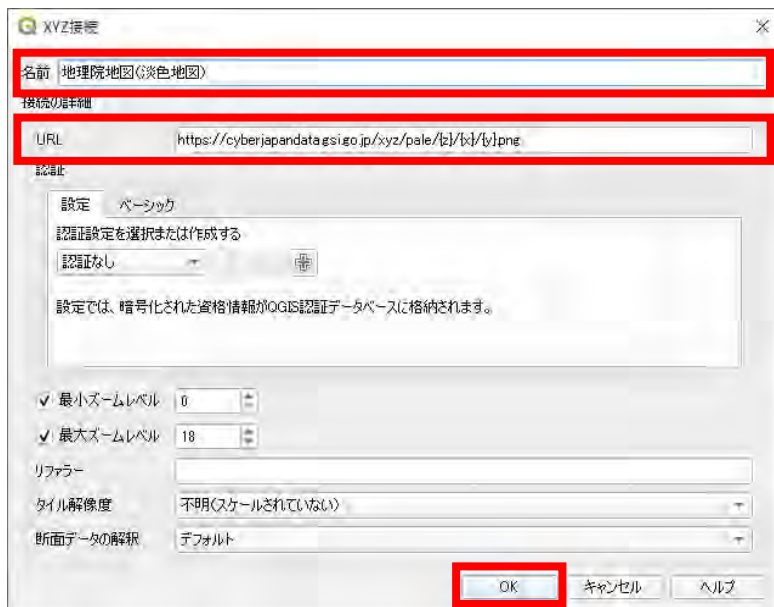 XYZ接続
名前 地理院地図(淡色地図)
接続の詳細
URL https://cyberjapandata.gsi.go.jp/xyz/pale/{z}/{x}/{y}.png
認証
設定 ベーシック
認証設定を選択または作成する
認証なし
設定では、暗号化された資格情報がQGIS認証データベースに格納されます。
最小ズームレベル 0
最大ズームレベル 18
リファラー
タイル解像度 不明(スケールされていない)
断面データの解釈 デフォルト
OK キャンセル ヘルプ